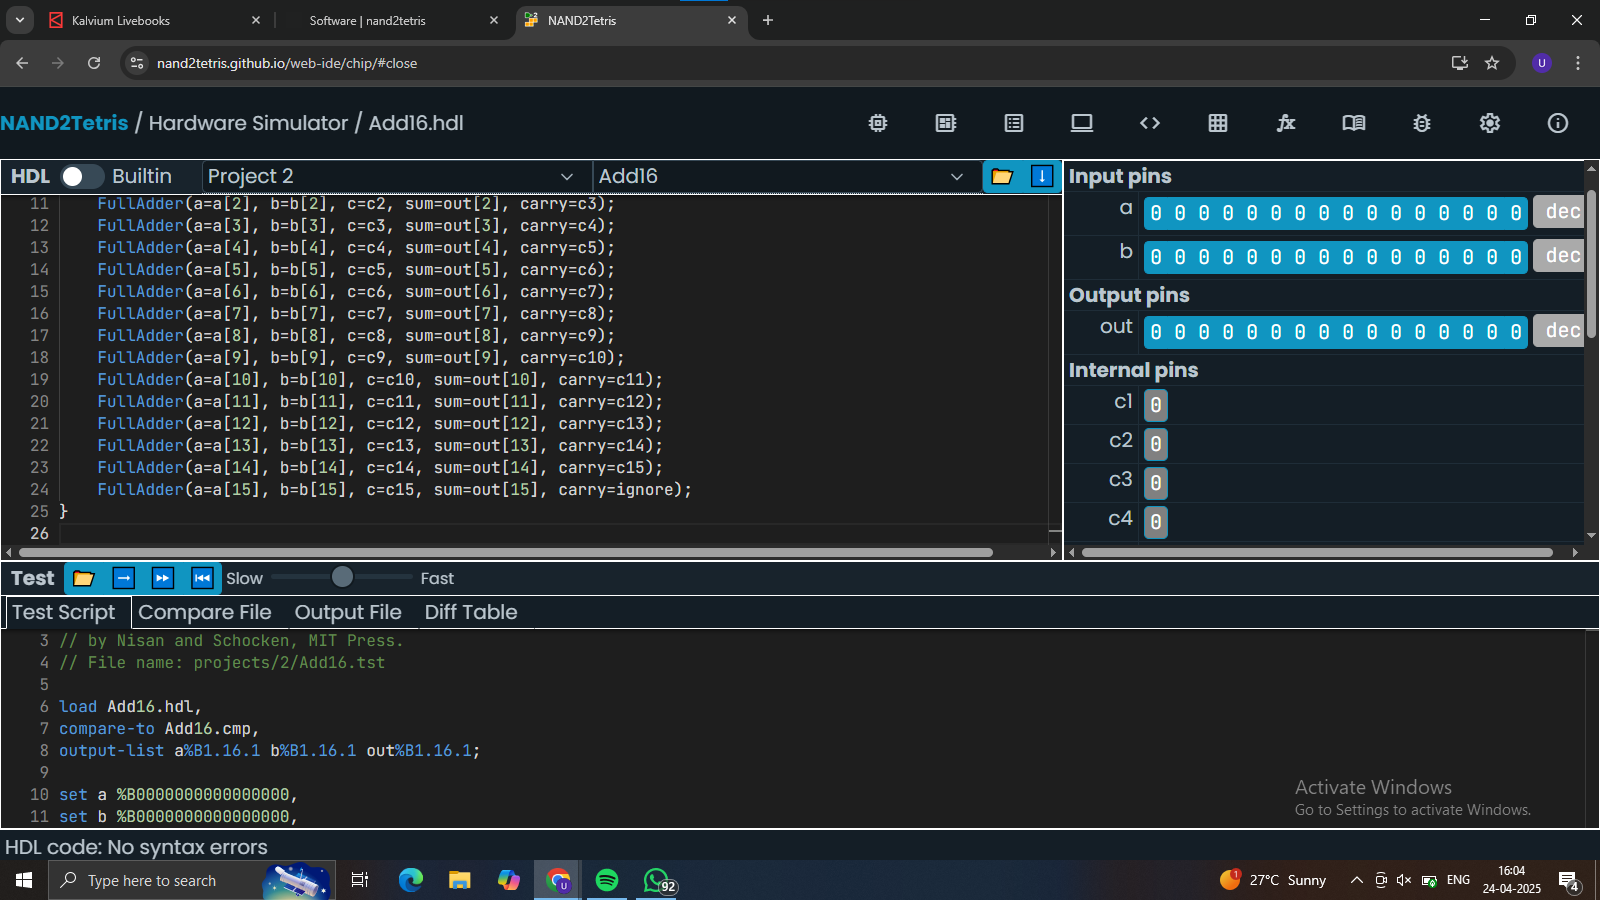 Kalvium Livebooks
Software | nand2tetris
NAND2Tetris
nand2tetris.github.io/web-ide/chip/#close
U
NAND2Tetris / Hardware Simulator / Add16.hdl
HDL Builtin Project 2 Add16
11 FullAdder(a=a[2], b=b[2], c=c2, sum=out[2], carry=c3);
12 FullAdder(a=a[3], b=b[3], c=c3, sum=out[3], carry=c4);
13 FullAdder(a=a[4], b=b[4], c=c4, sum=out[4], carry=c5);
14 FullAdder(a=a[5], b=b[5], c=c5, sum=out[5], carry=c6);
15 FullAdder(a=a[6], b=b[6], c=c6, sum=out[6], carry=c7);
16 FullAdder(a=a[7], b=b[7], c=c7, sum=out[7], carry=c8);
17 FullAdder(a=a[8], b=b[8], c=c8, sum=out[8], carry=c9);
18 FullAdder(a=a[9], b=b[9], c=c9, sum=out[9], carry=c10);
19 FullAdder(a=a[10], b=b[10], c=c10, sum=out[10], carry=c11);
20 FullAdder(a=a[11], b=b[11], c=c11, sum=out[11], carry=c12);
21 FullAdder(a=a[12], b=b[12], c=c12, sum=out[12], carry=c13);
22 FullAdder(a=a[13], b=b[13], c=c13, sum=out[13], carry=c14);
23 FullAdder(a=a[14], b=b[14], c=c14, sum=out[14], carry=c15);
24 FullAdder(a=a[15], b=b[15], c=c15, sum=out[15], carry=ignore);
25 }
26
Input pins
a 0 0 0 0 0 0 0 0 0 0 0 0 0 0 0 0 dec
b 0 0 0 0 0 0 0 0 0 0 0 0 0 0 0 0 dec
Output pins
out 0 0 0 0 0 0 0 0 0 0 0 0 0 0 0 0 dec
Internal pins
c1 0
c2 0
c3 0
c4 0
Test Slow Fast
Test Script Compare File Output File Diff Table
3 // by Nisan and Schocken, MIT Press.
4 // File name: projects/2/Add16.tst
5
6 load Add16.hdl,
7 compare-to Add16.cmp,
8 output-list a%B1.16.1 b%B1.16.1 out%B1.16.1;
9
10 set a %B0000000000000000,
11 set b %B0000000000000000,
Activate Windows
Go to Settings to activate Windows.
HDL code: No syntax errors
Type here to search
U
92
1
27°C Sunny
ENG
16:04
24-04-2025
4